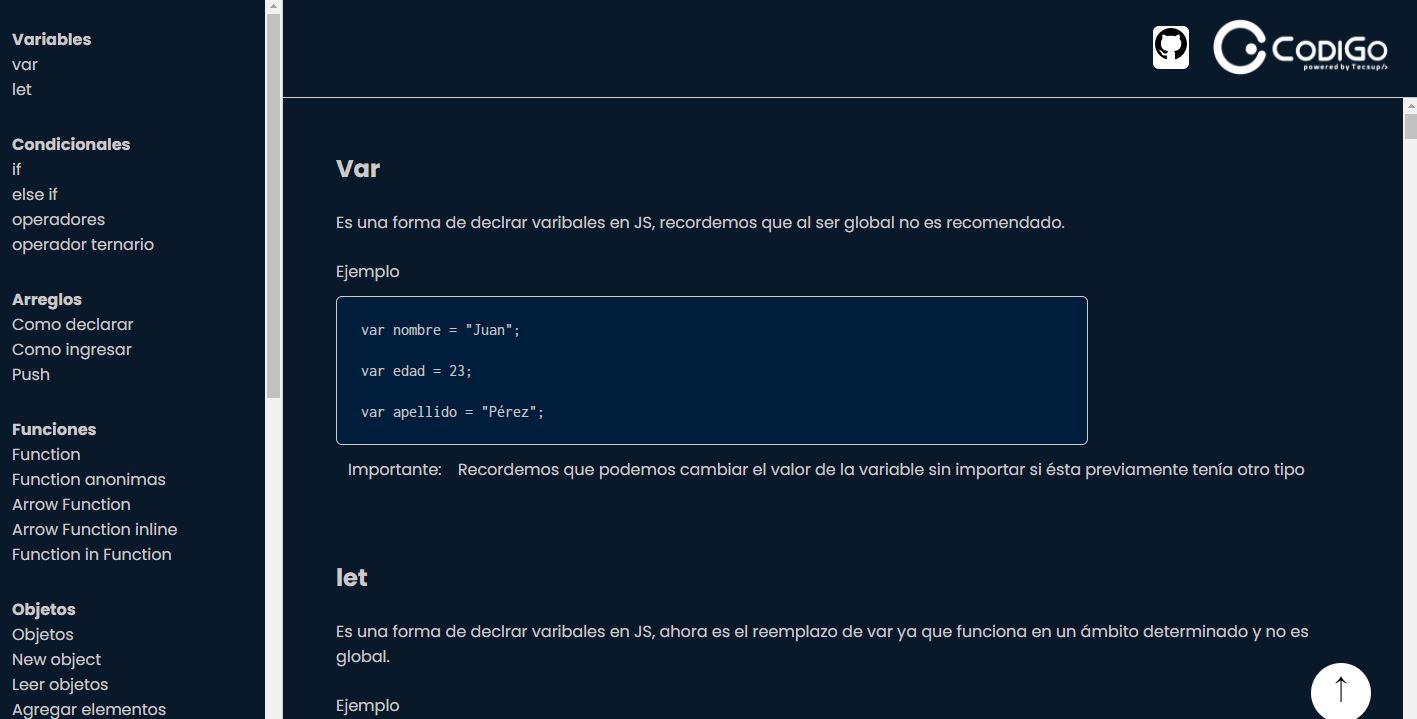 Variables
var
let
Condicionales
if
else if
operadores
operador ternario
Arreglos
Como declarar
Como ingresar
Push
Funciones
Function
Function anonimas
Arrow Function
Arrow Function inline
Function in Function
Objetos
Objetos
New object
Leer objetos
Agregar elementos
CODIGO
powered by Tecsup/>
Var
Es una forma de declrar varibales en JS, recordemos que al ser global no es recomendado.
Ejemplo
var nombre = "Juan";
var edad = 23;
var apellido = "Pérez";
Importante: Recordemos que podemos cambiar el valor de la variable sin importar si ésta previamente tenía otro tipo
let
Es una forma de declrar varibales en JS, ahora es el reemplazo de var ya que funciona en un ámbito determinado y no es
global.
Ejemplo
↑